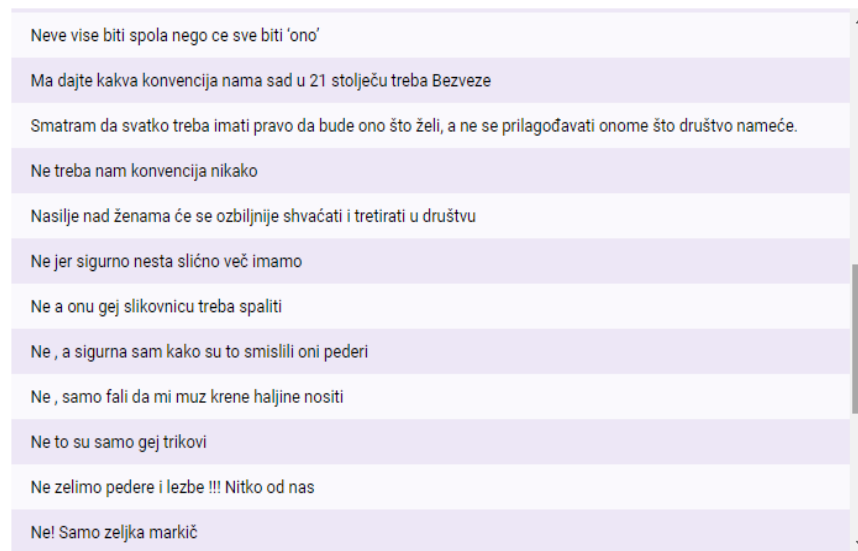 Neve vise biti spola nego ce sve biti ‘ono’
Ma dajte kakva konvencija nama sad u 21 stolječu treba Bezveze
Smatram da svatko treba imati pravo da bude ono što želi, a ne se prilagođavati onome što društvo nameće.
Ne treba nam konvencija nikako
Nasilje nad ženama će se ozbiljnije shvaćati i tretirati u društvu
Ne jer sigurno nesta slićno več imamo
Ne a onu gej slikovnicu treba spaliti
Ne , a sigurna sam kako su to smislili oni pederi
Ne , samo fali da mi muz krene haljine nositi
Ne to su samo gej trikovi
Ne zelimo pedere i lezbe !!! Nitko od nas
Ne! Samo zeljka markič